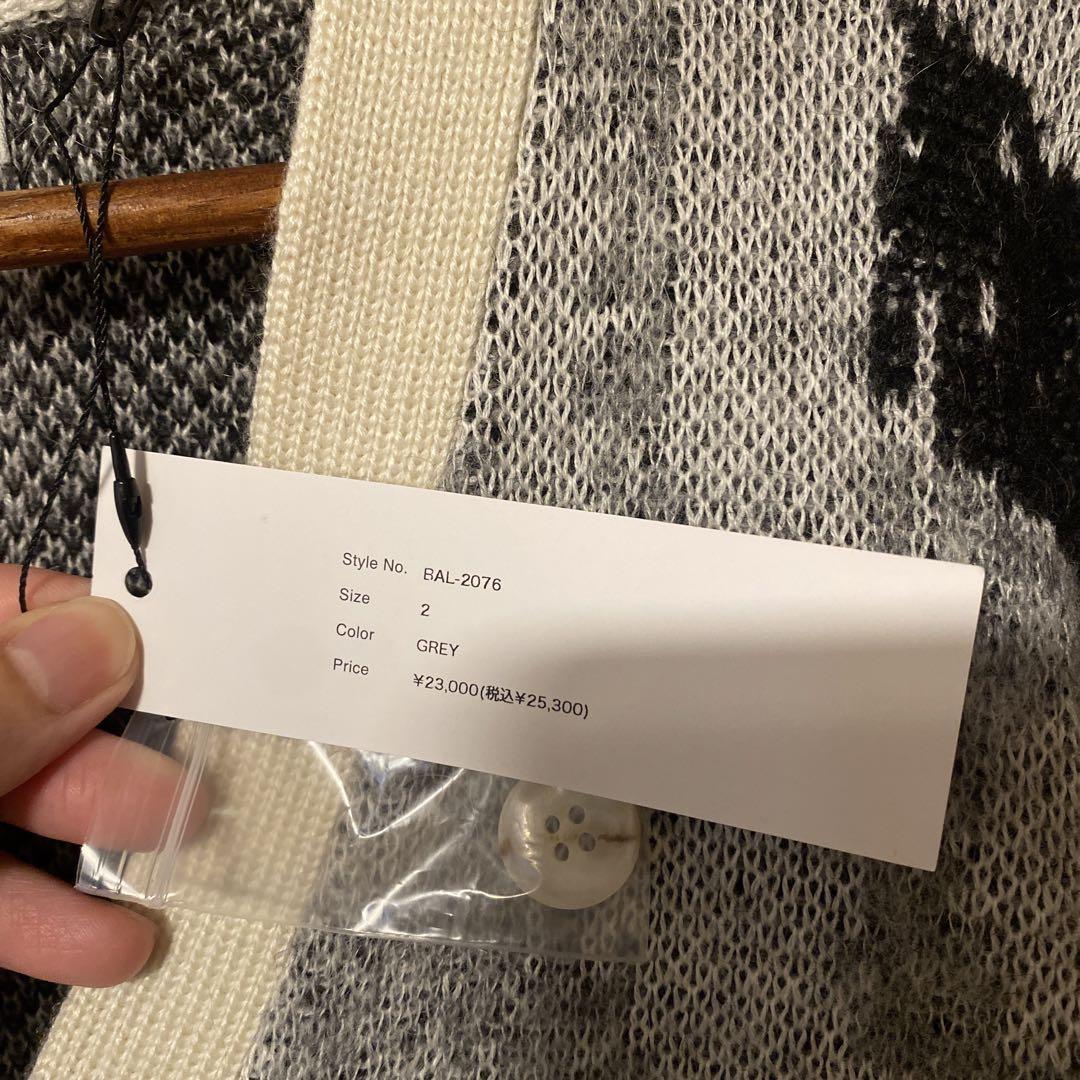 Style No. BAL-2076
Size 2
Color GREY
Price ¥23,000(税込¥25,300)